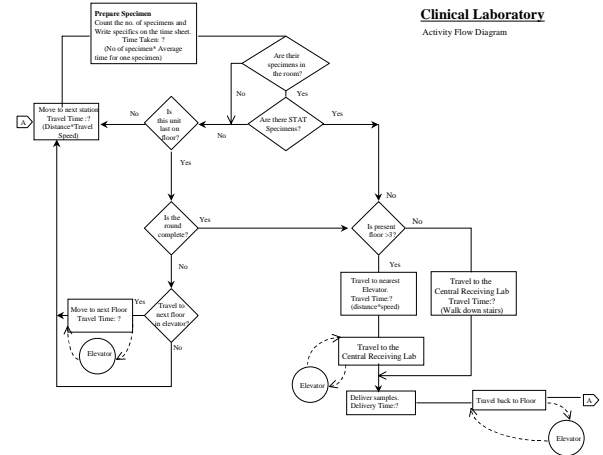 Clinical Laboratory
Activity Flow Diagram
Prepare Specimen
Count the no. of specimens and
Write specifics on the time sheet.
Time Taken: ?
(No of specimen* Average
time for one specimen)
Are their
specimens in
the room?
No
Yes
A
Move to next station
Travel Time :?
(Distance*Travel
Speed)
No
Is
this unit
last on
floor?
No
Are there STAT
Specimens?
Yes
Yes
No
Is the
round
complete?
Yes
Is present
floor >3?
No
No
Yes
Travel to nearest
Elevator.
Travel Time:?
(distance*speed)
Travel to the
Central Receiving Lab
Travel Time:?
(Walk down stairs)
Move to next Floor
Travel Time: ?
Yes
Travel to
next floor
in elevator?
No
Elevator
Travel to the
Central Receiving Lab
Elevator
Deliver samples.
Delivery Time:?
Travel back to Floor
A
Elevator